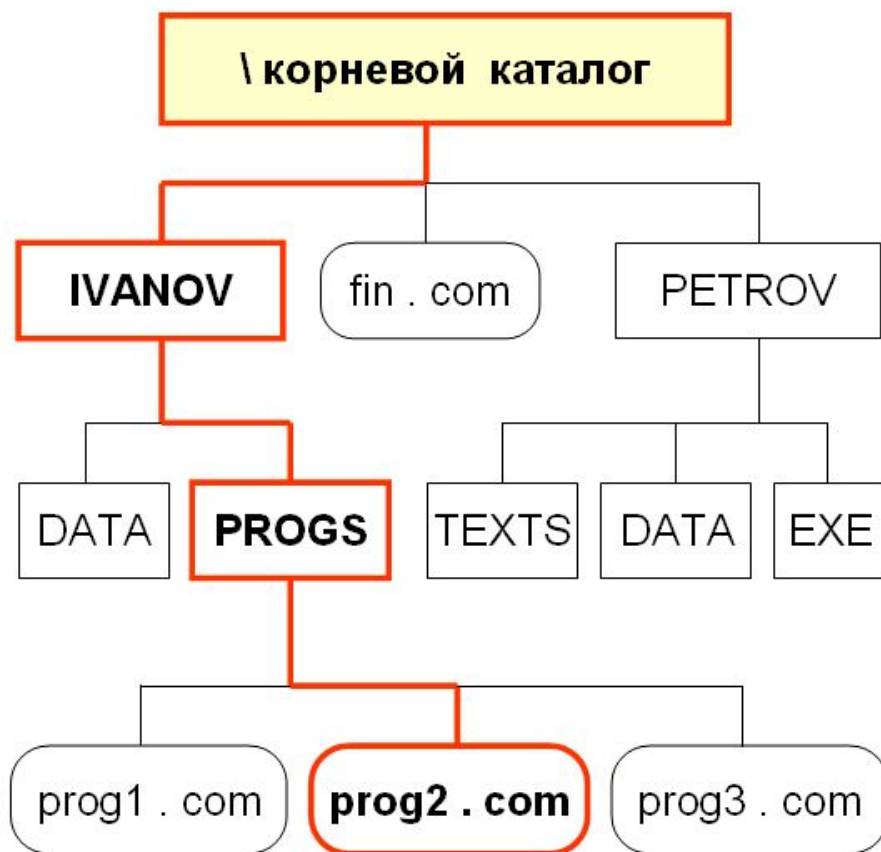 \ корневой каталог
IVANOV
fin . com
PETROV
DATA
PROGS
TEXTS
DATA
EXE
prog1 . com
prog2 . com
prog3 . com